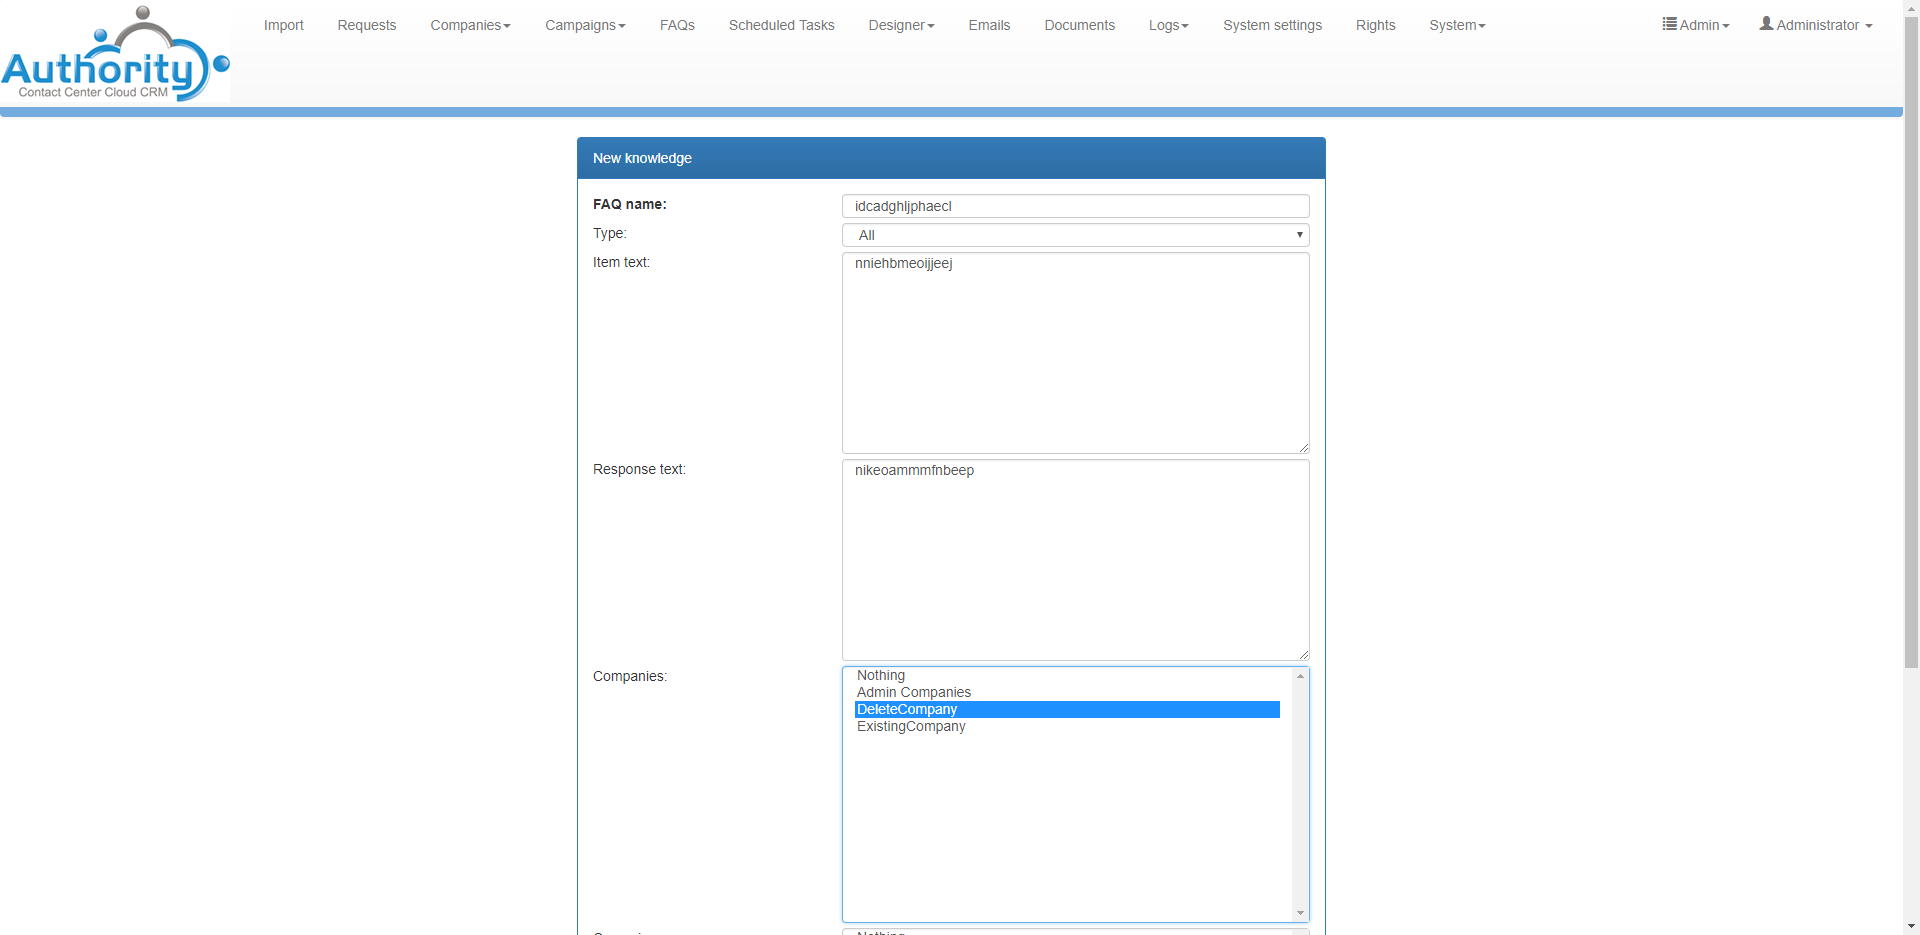 Authority
Contact Center Cloud CRM
Import Requests Companies Campaigns FAQs Scheduled Tasks Designer Emails Documents Logs System settings Rights System Admin Administrator
New knowledge
FAQ name: idcadghljphaecl
Type: All
Item text: nniehbmeoijjeej
Response text: nikeoammmfnbeep
Companies: Nothing
Admin Companies
DeleteCompany
ExistingCompany
Nothing